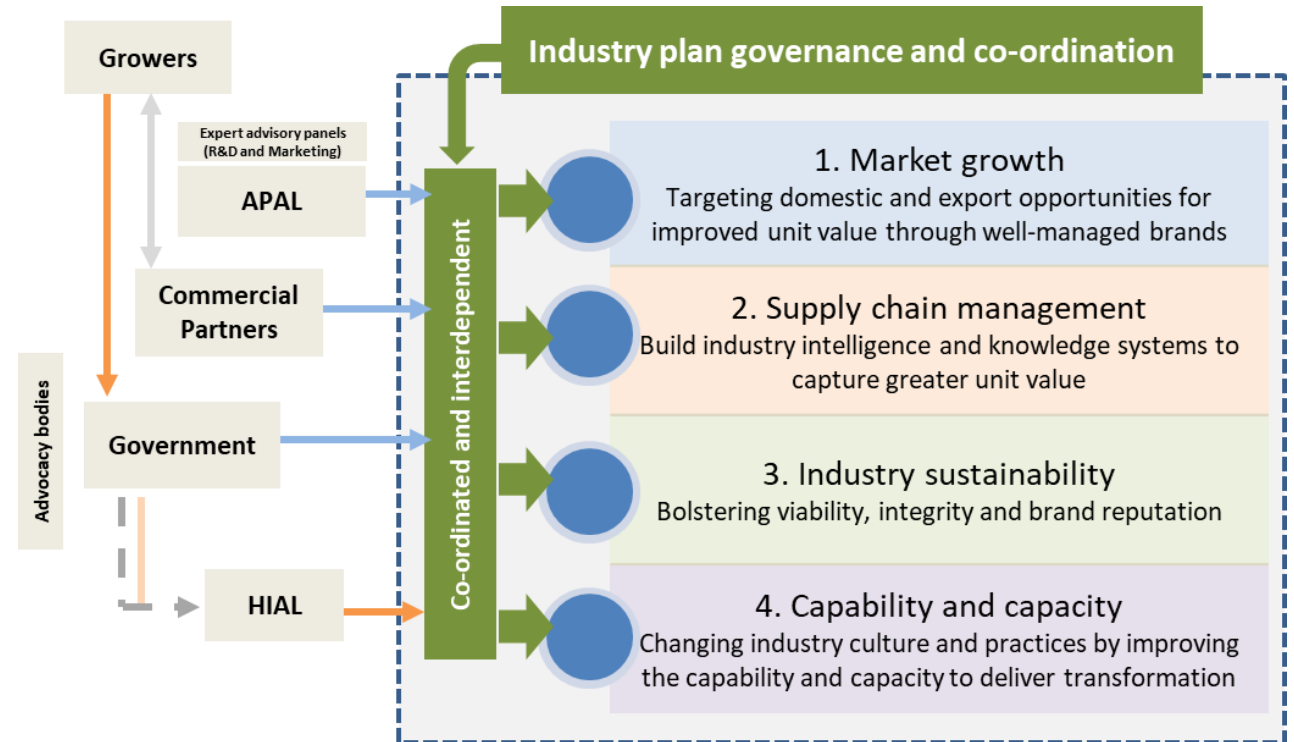 Industry plan governance and co-ordination
Growers
Expert advisory panels
(R&D and Marketing)
APAL
Commercial
Partners
Advocacy bodies
Government
HIAL
Co-ordinated and interdependent
1. Market growth
Targeting domestic and export opportunities for
improved unit value through well-managed brands
2. Supply chain management
Build industry intelligence and knowledge systems to
capture greater unit value
3. Industry sustainability
Bolstering viability, integrity and brand reputation
4. Capability and capacity
Changing industry culture and practices by improving
the capability and capacity to deliver transformation